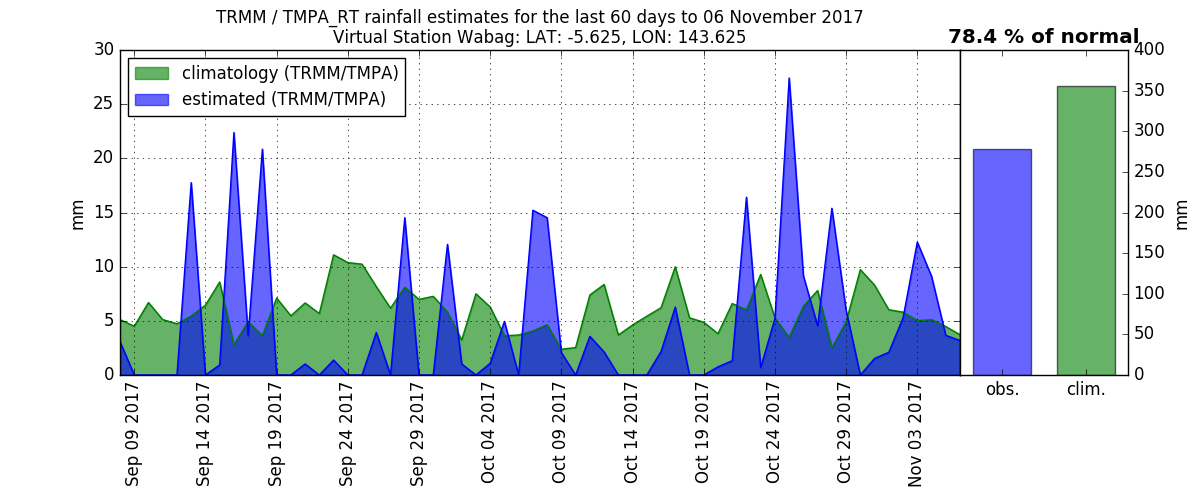 TRMM / TMPA_RT rainfall estimates for the last 60 days to 06 November 2017
Virtual Station Wabag: LAT: -5.625, LON: 143.625
78.4 % of normal
climatology (TRMM/TMPA)
estimated (TRMM/TMPA)
mm
30
25
20
15
10
5
0
Sep 09 2017
Sep 14 2017
Sep 19 2017
Sep 24 2017
Sep 29 2017
Oct 04 2017
Oct 09 2017
Oct 14 2017
Oct 19 2017
Oct 24 2017
Oct 29 2017
Nov 03 2017
obs.
clim.
400
350
300
250
200
150
100
50
0
mm